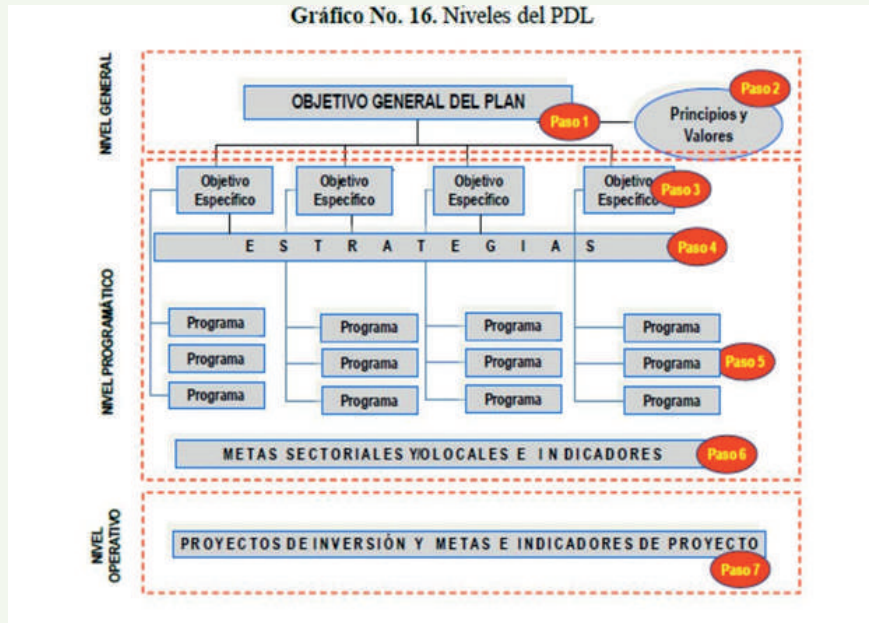 Gráfico No. 16. Niveles del PDL
NIVEL GENERAL
OBJETIVO GENERAL DEL PLAN
Paso 1
Paso 2
Principios y
Valores
NIVEL PROGRAMÁTICO
Objetivo
Específico
Objetivo
Específico
Objetivo
Específico
Objetivo
Específico
Paso 3
ESTRATEGIAS
Paso 4
Programa
Programa
Programa
Programa
Programa
Programa
Programa
Programa
Paso 5
Programa
Programa
Programa
Programa
METAS SECTORIALES Y/OLOCALES E INDICADORES
Paso 6
NIVEL
OPERATIVO
PROYECTOS DE INVERSIÓN Y METAS E INDICADORES DE PROYECTO
Paso 7